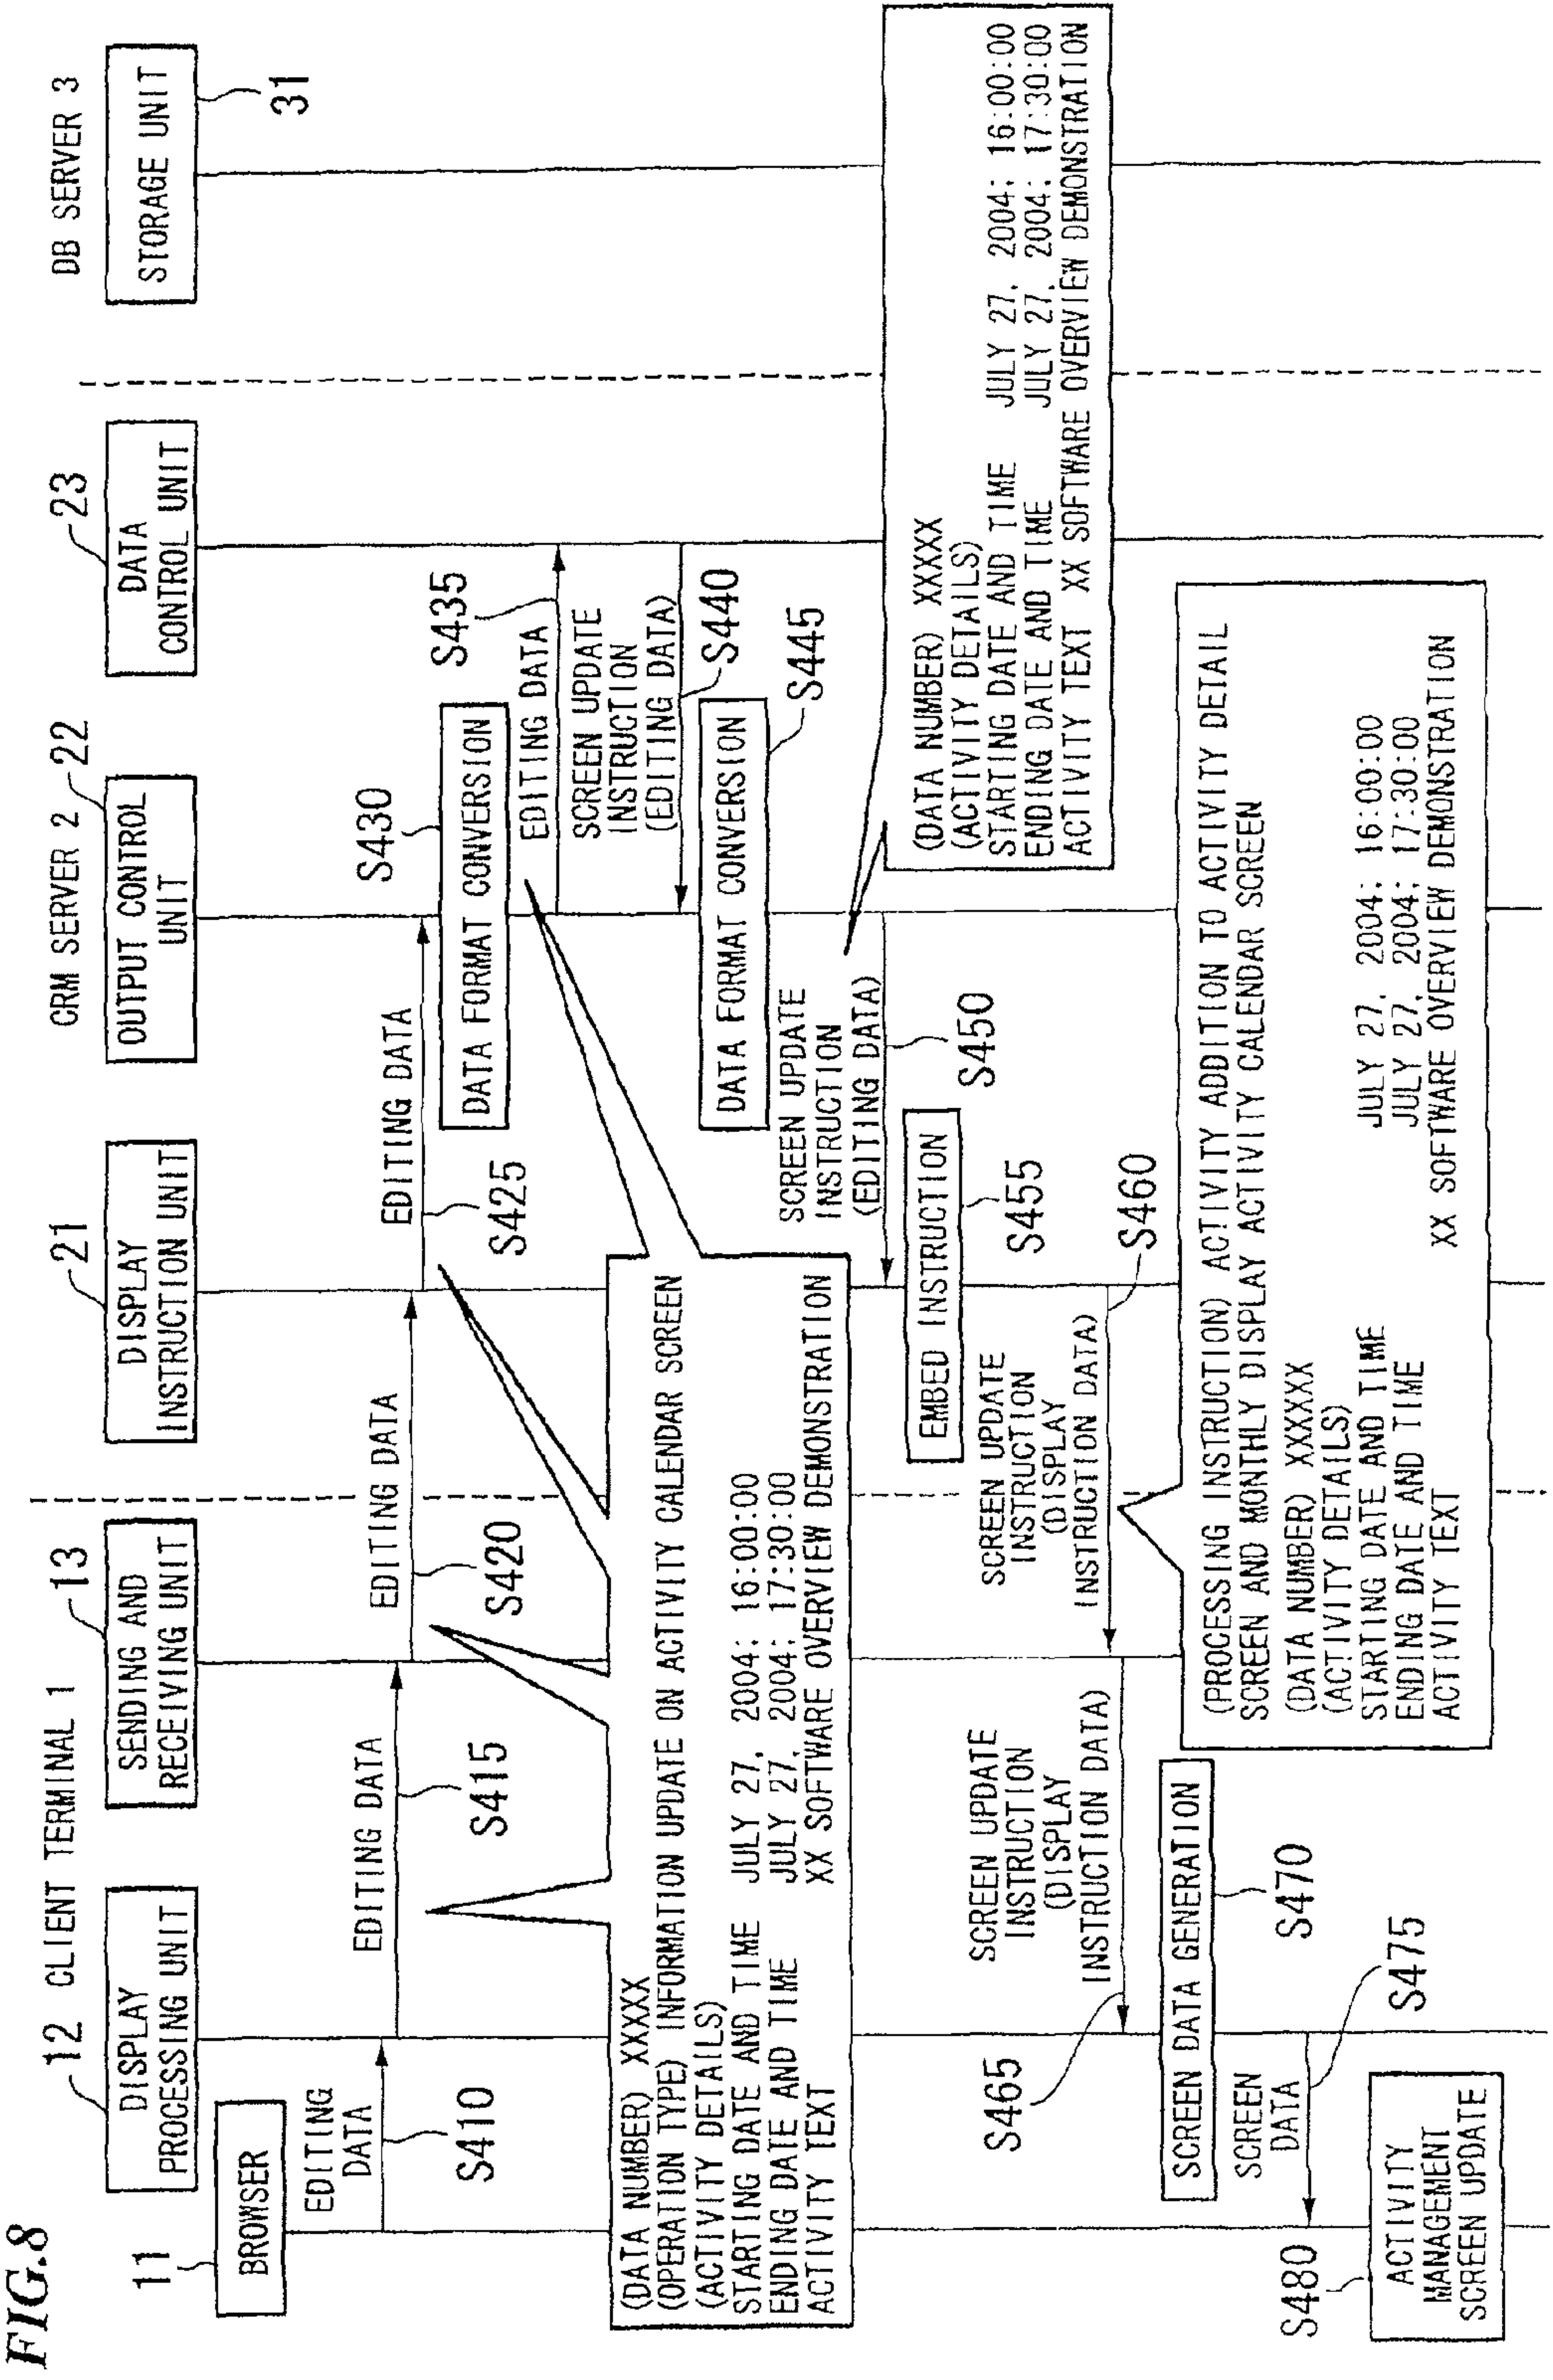 FIG.8
12 CLIENT TERMINAL 1
13
21
CRM SERVER 2
22
23
DB SERVER 3
11
BROWSER
DISPLAY
PROCESSING UNIT
SENDING AND
RECEIVING UNIT
DISPLAY
INSTRUCTION UNIT
OUTPUT CONTROL
UNIT
DATA
CONTROL UNIT
STORAGE UNIT
31
EDITING
DATA
S410
EDITING DATA
S415
EDITING DATA
S420
EDITING DATA
S425
S430
DATA FORMAT CONVERSION
S435
EDITING DATA
SCREEN UPDATE
INSTRUCTION
(EDITING DATA)
S440
DATA FORMAT CONVERSION
S445
(DATA NUMBER) XXXXX
(OPERATION TYPE) INFORMATION UPDATE ON ACTIVITY CALENDAR SCREEN
(ACTIVITY DETAILS)
STARTING DATE AND TIME JULY 27, 2004; 16:00:00
ENDING DATE AND TIME JULY 27, 2004; 17:30:00
ACTIVITY TEXT XX SOFTWARE OVERVIEW DEMONSTRATION
SCREEN UPDATE
INSTRUCTION
(EDITING DATA)
S450
(DATA NUMBER) XXXXX
(ACTIVITY DETAILS)
STARTING DATE AND TIME JULY 27, 2004; 16:00:00
ENDING DATE AND TIME JULY 27, 2004; 17:30:00
ACTIVITY TEXT XX SOFTWARE OVERVIEW DEMONSTRATION
EMBED INSTRUCTION
S455
SCREEN UPDATE
INSTRUCTION
(DISPLAY
INSTRUCTION DATA)
S460
SCREEN UPDATE
INSTRUCTION
(DISPLAY
INSTRUCTION DATA)
S465
(PROCESSING INSTRUCTION) ACTIVITY ADDITION TO ACTIVITY DETAIL
SCREEN AND MONTHLY DISPLAY ACTIVITY CALENDAR SCREEN
(DATA NUMBER) XXXXXX
(ACTIVITY DETAILS)
STARTING DATE AND TIME JULY 27, 2004; 16:00:00
ENDING DATE AND TIME JULY 27, 2004; 17:30:00
ACTIVITY TEXT XX SOFTWARE OVERVIEW DEMONSTRATION
SCREEN DATA GENERATION
S470
SCREEN
DATA
S475
S480
ACTIVITY
MANAGEMENT
SCREEN UPDATE